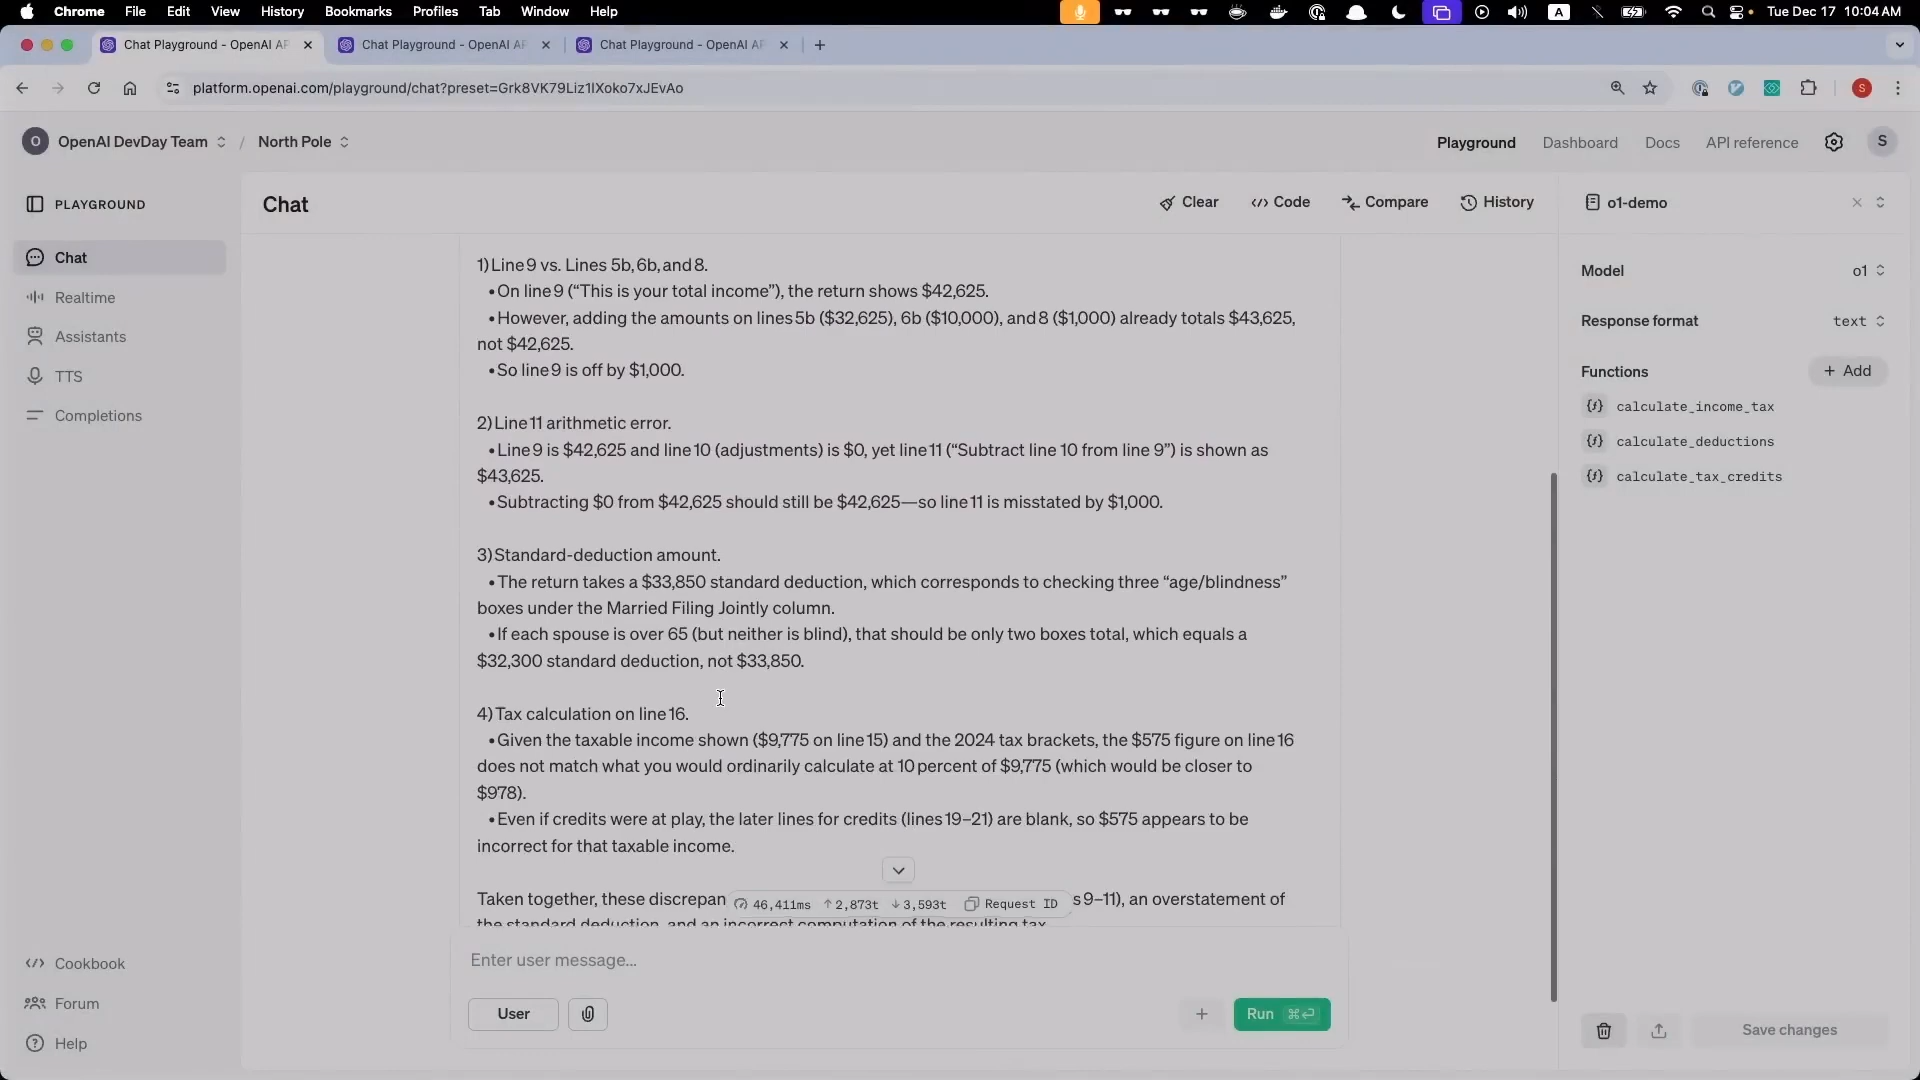 Chrome File Edit View History Bookmarks Profiles Tab Window Help
A
Tue Dec 17 10:04 AM
Chat Playground - OpenAI AP
Chat Playground - OpenAI AP
Chat Playground - OpenAI AP
platform.openai.com/playground/chat?preset=Grk8VK79Liz1lXoko7xJEvAo
S
O
OpenAI DevDay Team / North Pole
Playground Dashboard Docs API reference
S
PLAYGROUND
Chat
Realtime
Assistants
TTS
Completions
Cookbook
Forum
Help
Chat
Clear
Code
Compare
History
1) Line 9 vs. Lines 5b, 6b, and 8.
• On line 9 (“This is your total income”), the return shows $42,625.
• However, adding the amounts on lines 5b ($32,625), 6b ($10,000), and 8 ($1,000) already totals $43,625,
not $42,625.
• So line 9 is off by $1,000.
2) Line 11 arithmetic error.
• Line 9 is $42,625 and line 10 (adjustments) is $0, yet line 11 (“Subtract line 10 from line 9”) is shown as
$43,625.
• Subtracting $0 from $42,625 should still be $42,625—so line 11 is misstated by $1,000.
3) Standard-deduction amount.
• The return takes a $33,850 standard deduction, which corresponds to checking three “age/blindness”
boxes under the Married Filing Jointly column.
• If each spouse is over 65 (but neither is blind), that should be only two boxes total, which equals a
$32,300 standard deduction, not $33,850.
4) Tax calculation on line 16.
• Given the taxable income shown ($9,775 on line 15) and the 2024 tax brackets, the $575 figure on line 16
does not match what you would ordinarily calculate at 10 percent of $9,775 (which would be closer to
$978).
• Even if credits were at play, the later lines for credits (lines 19–21) are blank, so $575 appears to be
incorrect for that taxable income.
Taken together, these discrepan
s 9–11), an overstatement of
46,411ms ↑2,873t ↓3,593t Request ID
the standard deduction, and an incorrect computation of the resulting tax.
Enter user message...
User
+
Run ⌘⏎
o1-demo
Model
o1
Response format
text
Functions
+ Add
calculate_income_tax
calculate_deductions
calculate_tax_credits
Save changes